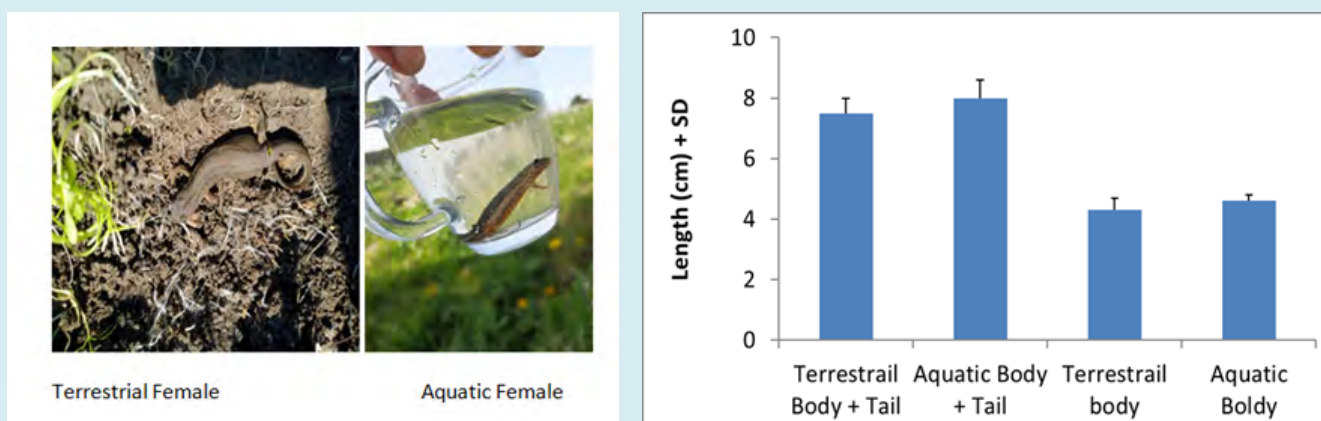 Terrestrial Female
Aquatic Female
Length (cm) + SD
10
8
6
4
2
0
Terrestrail
Body + Tail
Aquatic Body
+ Tail
Terrestrail
body
Aquatic
Boldy